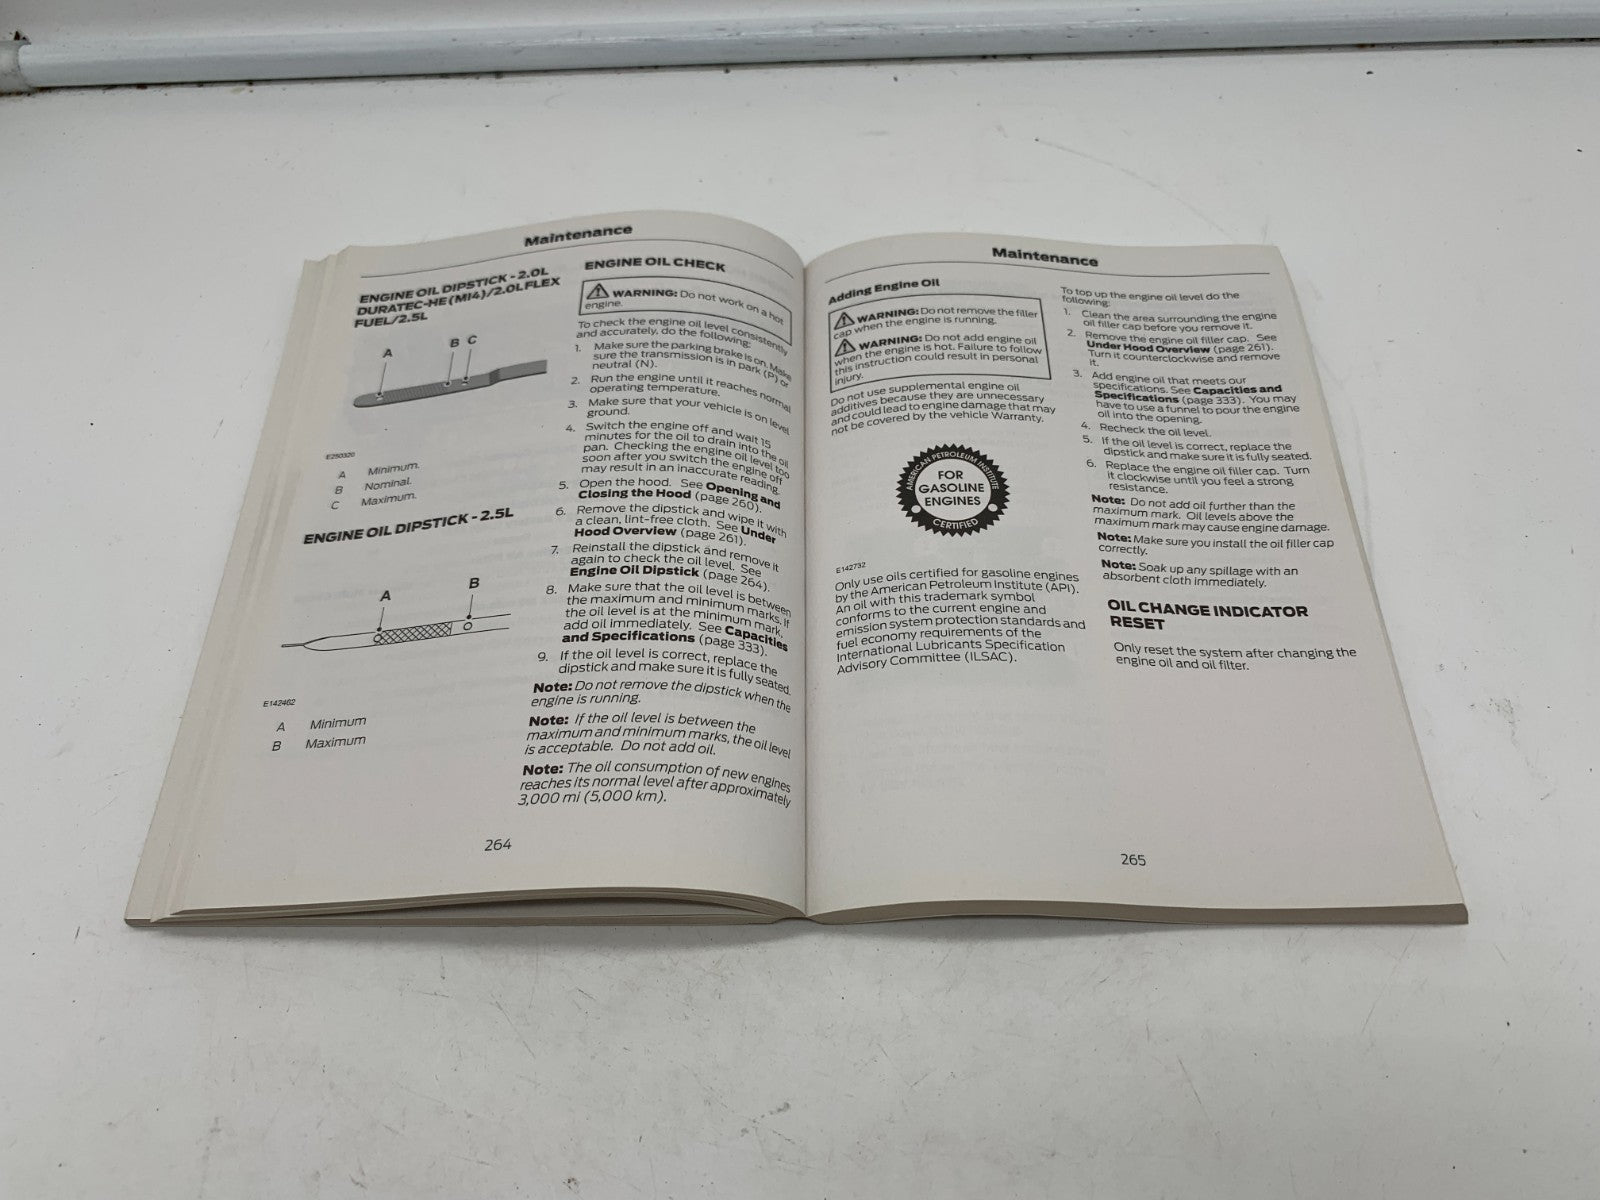 Maintenance
ENGINE OIL DIPSTICK - 2.0L
DURATEC-HE (MI4)/2.0L FLEX
FUEL/2.5L
A
B C
E250320
A Minimum.
B Nominal.
C Maximum.
ENGINE OIL DIPSTICK - 2.5L
A
B
E142462
A Minimum
B Maximum
ENGINE OIL CHECK
WARNING: Do not work on a hot
engine.
To check the engine oil level consistently
and accurately, do the following:
1. Make sure the parking brake is on. Make
sure the transmission is in park (P) or
neutral (N).
2. Run the engine until it reaches normal
operating temperature.
3. Make sure that your vehicle is on level
ground.
4. Switch the engine off and wait 15
minutes for the oil to drain into the oil
pan. Checking the engine oil level too
soon after you switch the engine off
may result in an inaccurate reading.
5. Open the hood. See Opening and
Closing the Hood (page 260).
6. Remove the dipstick and wipe it with
a clean, lint-free cloth. See Under
Hood Overview (page 261).
7. Reinstall the dipstick and remove it
again to check the oil level. See
Engine Oil Dipstick (page 264).
8. Make sure that the oil level is between
the maximum and minimum marks. If
the oil level is at the minimum mark,
add oil immediately. See Capacities
and Specifications (page 333).
9. If the oil level is correct, replace the
dipstick and make sure it is fully seated.
Note: Do not remove the dipstick when the
engine is running.
Note: If the oil level is between the
maximum and minimum marks, the oil level
is acceptable. Do not add oil.
Note: The oil consumption of new engines
reaches its normal level after approximately
3,000 mi (5,000 km).
264
Maintenance
Adding Engine Oil
WARNING: Do not remove the filler
cap when the engine is running.
WARNING: Do not add engine oil
when the engine is hot. Failure to follow
this instruction could result in personal
injury.
Do not use supplemental engine oil
additives because they are unnecessary
and could lead to engine damage that may
not be covered by the vehicle Warranty.
AMERICAN PETROLEUM INSTITUTE
FOR
GASOLINE
ENGINES
CERTIFIED
E142732
Only use oils certified for gasoline engines
by the American Petroleum Institute (API).
An oil with this trademark symbol
conforms to the current engine and
emission system protection standards and
fuel economy requirements of the
International Lubricants Specification
Advisory Committee (ILSAC).
To top up the engine oil level do the
following:
1. Clean the area surrounding the engine
oil filler cap before you remove it.
2. Remove the engine oil filler cap. See
Under Hood Overview (page 261).
Turn it counterclockwise and remove
it.
3. Add engine oil that meets our
specifications. See Capacities and
Specifications (page 333). You may
have to use a funnel to pour the engine
oil into the opening.
4. Recheck the oil level.
5. If the oil level is correct, replace the
dipstick and make sure it is fully seated.
6. Replace the engine oil filler cap. Turn
it clockwise until you feel a strong
resistance.
Note: Do not add oil further than the
maximum mark. Oil levels above the
maximum mark may cause engine damage.
Note: Make sure you install the oil filler cap
correctly.
Note: Soak up any spillage with an
absorbent cloth immediately.
OIL CHANGE INDICATOR
RESET
Only reset the system after changing the
engine oil and oil filter.
265